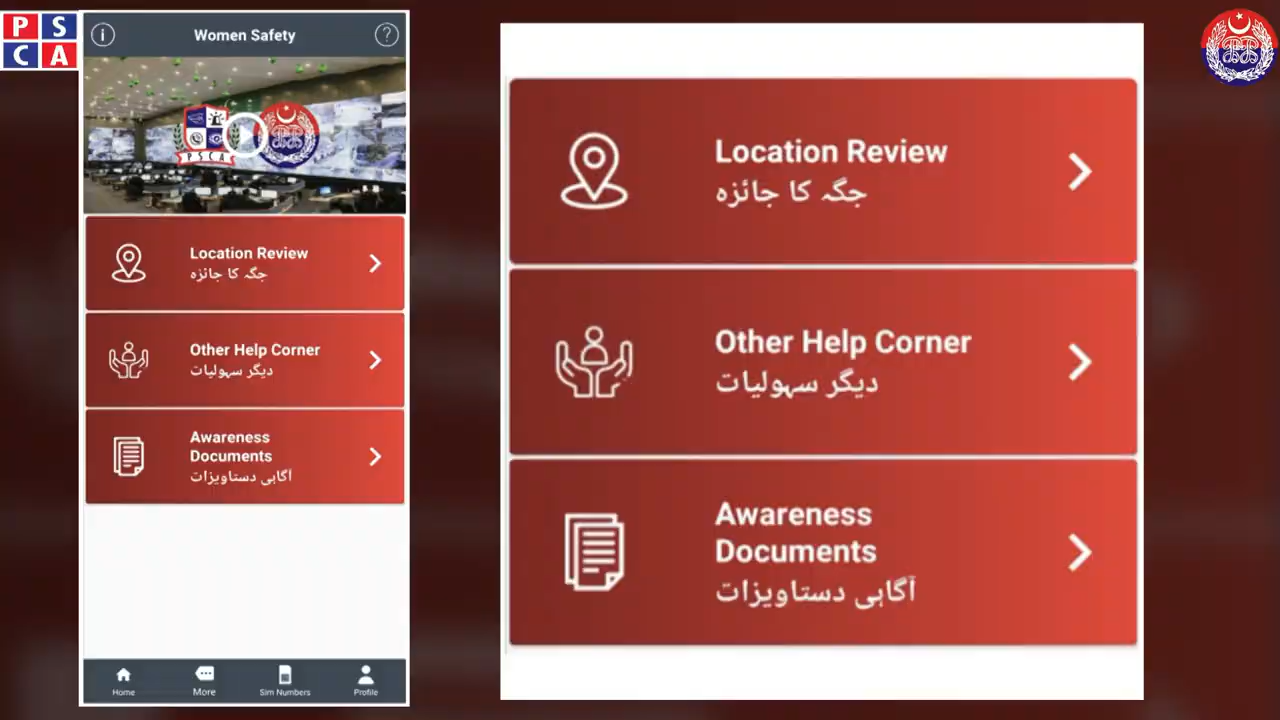 P S
C A
Women Safety
PSCA
Location Review
جگہ کا جائزہ
Other Help Corner
دیگر سہولیات
Awareness
Documents
آگاہی دستاویزات
Home
More
Sim Numbers
Profile
Location Review
جگہ کا جائزہ
Other Help Corner
دیگر سہولیات
Awareness
Documents
آگاہی دستاویزات